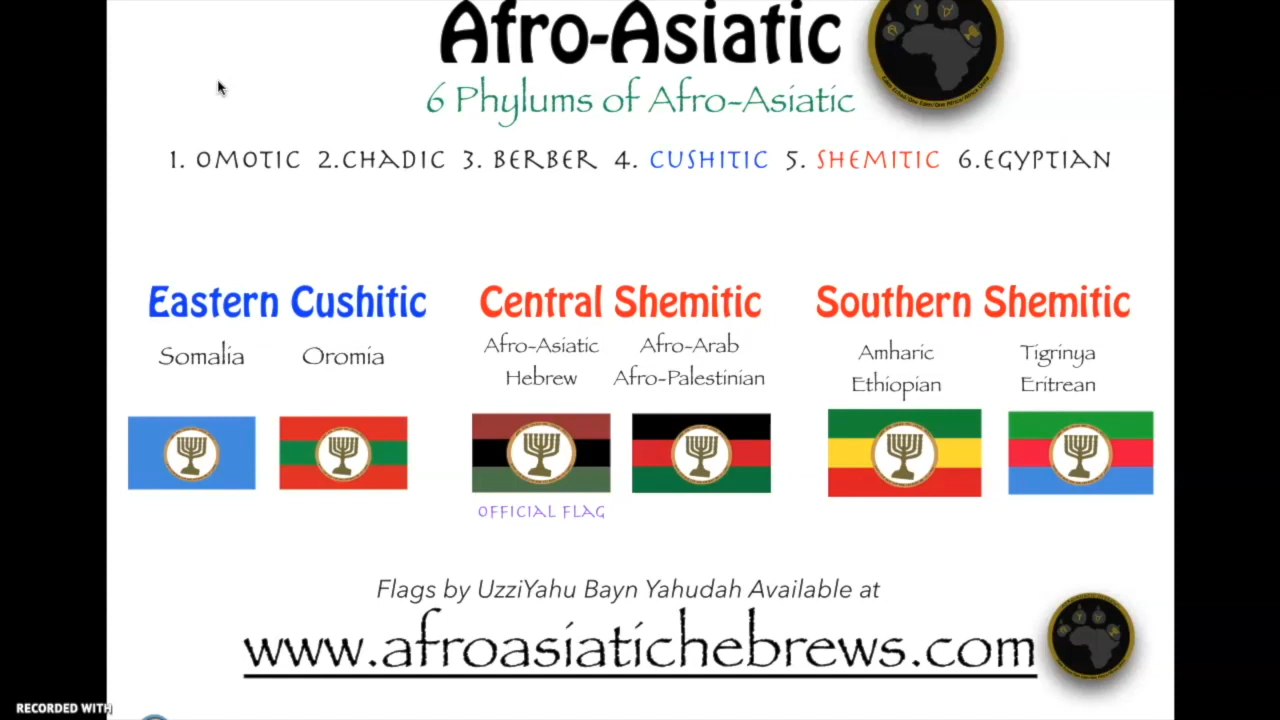 Afro-Asiatic
6 Phylums of Afro-Asiatic
1. OMOTIC 2.CHADIC 3. BERBER 4. CUSHITIC 5. SHEMITIC 6.EGYPTIAN
Eastern Cushitic
Somalia
Oromia
Central Shemitic
Afro-Asiatic
Hebrew
Afro-Arab
Afro-Palestinian
Southern Shemitic
Amharic
Ethiopian
Tigrinya
Eritrean
OFFICIAL FLAG
Flags by UzziYahu Bayn Yahudah Available at
www.afroasiatichebrews.com
RECORDED WITH